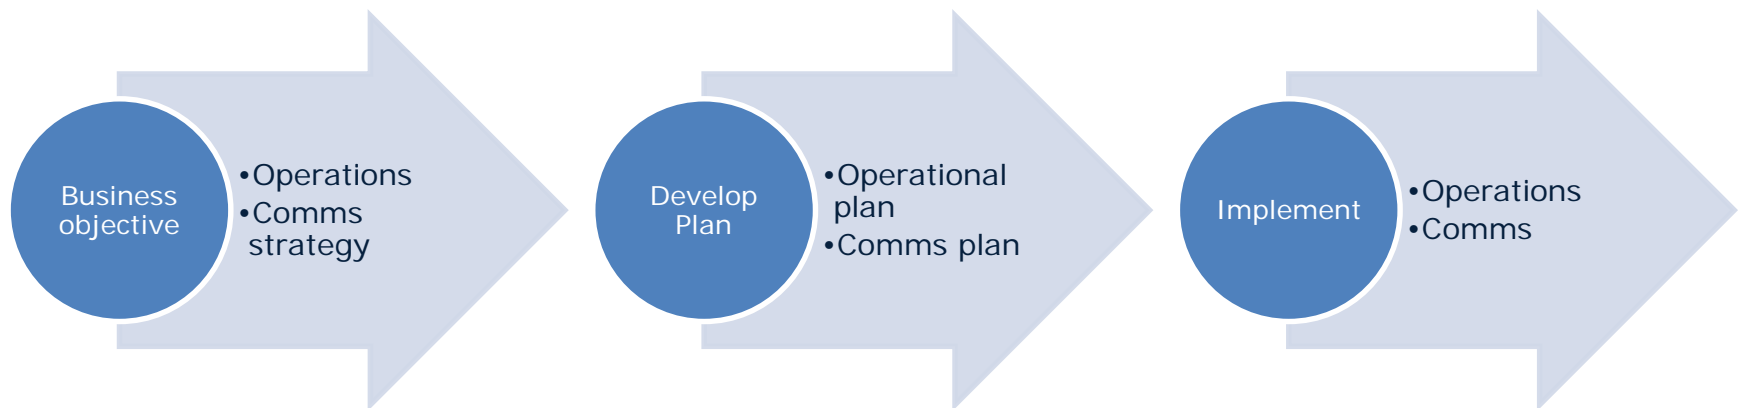 Business
objective
•Operations
•Comms
strategy
Develop
Plan
•Operational
plan
•Comms plan
Implement
•Operations
•Comms